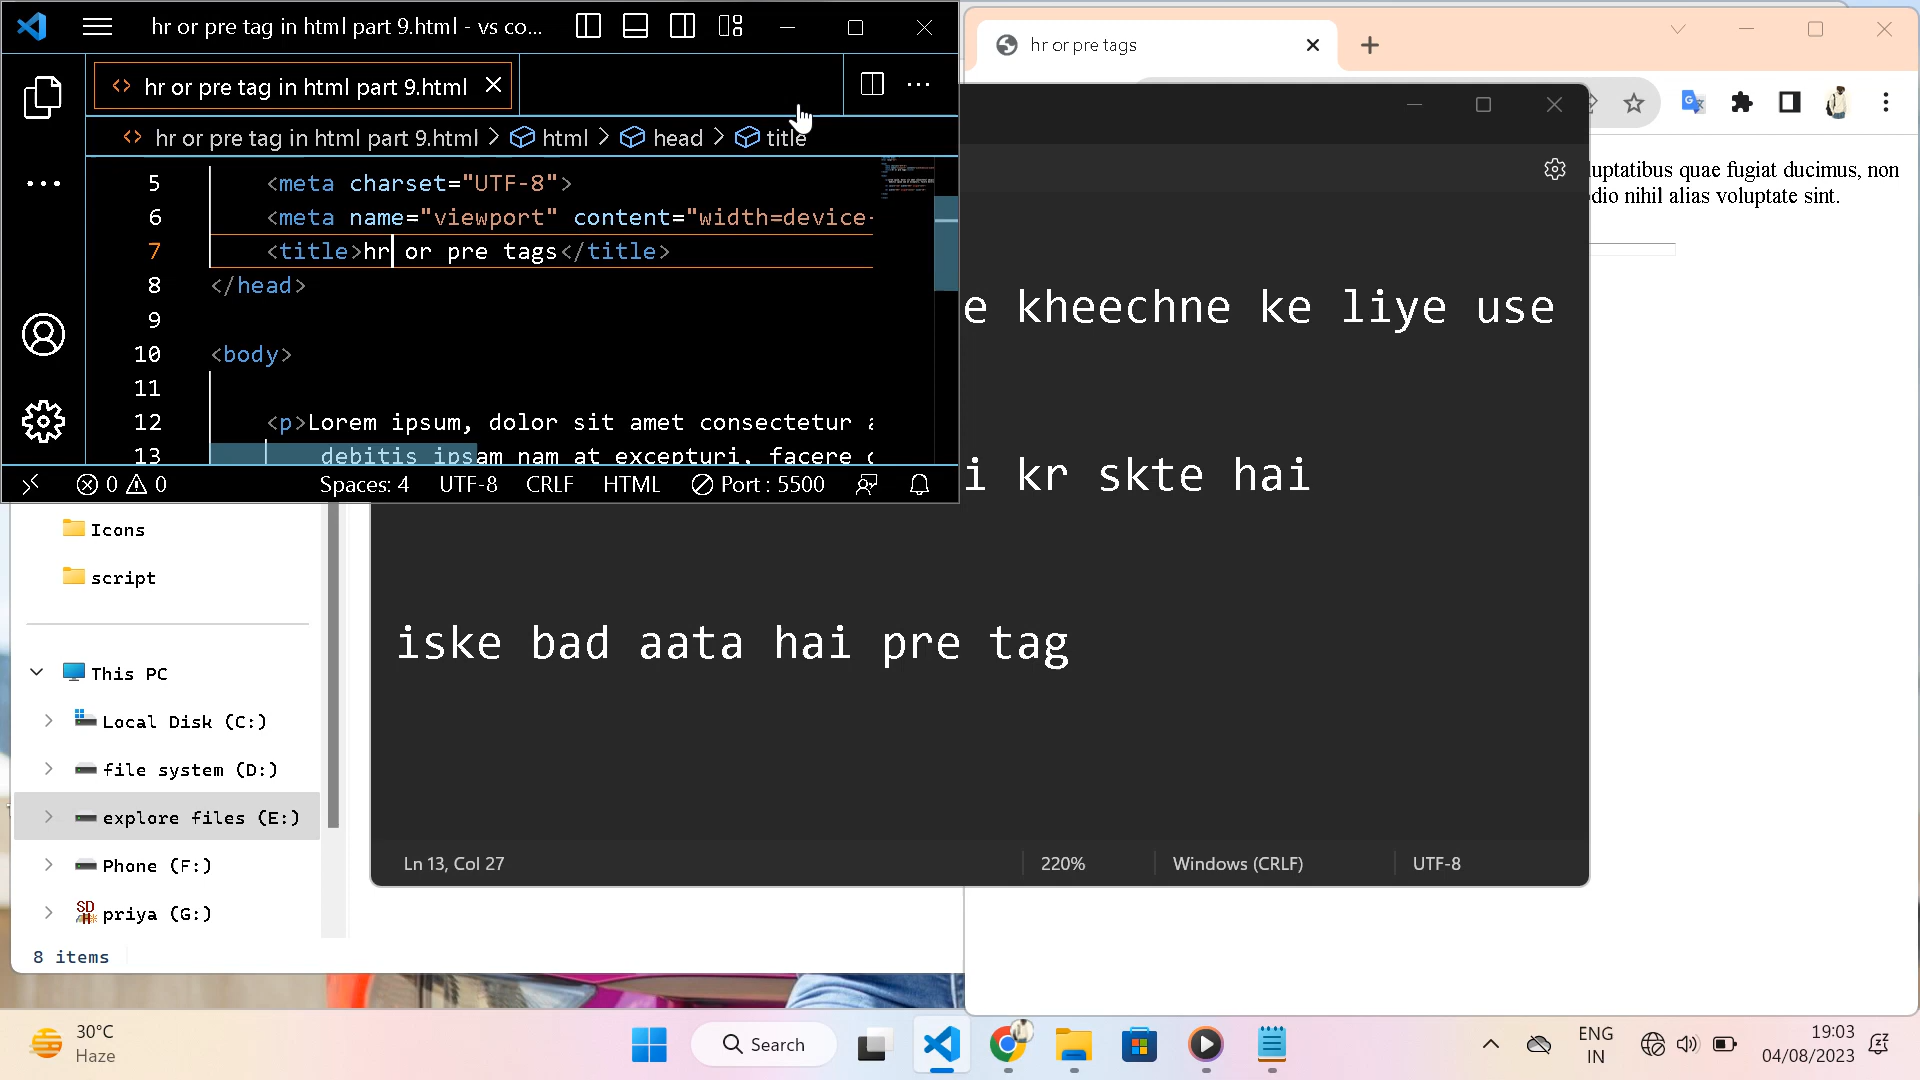 hr or pre tag in html part 9.html - vs co...
hr or pre tag in html part 9.html
hr or pre tag in html part 9.html > html > head > title
5 <meta charset="UTF-8">
6 <meta name="viewport" content="width=device-
7 <title>hr or pre tags</title>
8 </head>
9
10 <body>
11
12 <p>Lorem ipsum, dolor sit amet consectetur
13 debitis ipsam nam at excepturi, facere
0 0 Spaces: 4 UTF-8 CRLF HTML Port : 5500
hr or pre tags
uptatibus quae fugiat ducimus, non
dio nihil alias voluptate sint.
e kheechne ke liye use
i kr skte hai
iske bad aata hai pre tag
Ln 13, Col 27 220% Windows (CRLF) UTF-8
Icons
script
This PC
Local Disk (C:)
file system (D:)
explore files (E:)
Phone (F:)
SD priya (G:)
8 items
30°C
Haze
Search
ENG
IN
19:03
04/08/2023